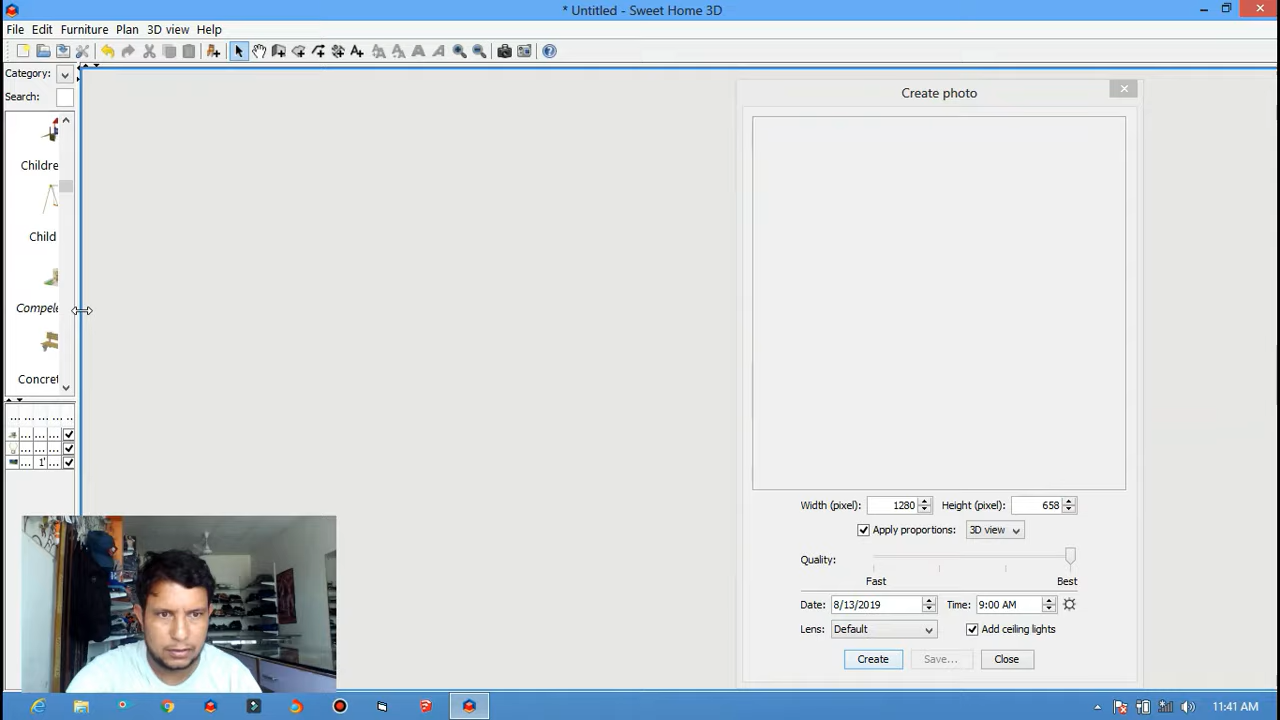 * Untitled - Sweet Home 3D
File Edit Furniture Plan 3D view Help
Category:
Search:
Childre
Child
Compele
Concret
... ... ... ... ...
... ... ...
... ... ...
... 1' ...
Create photo
Width (pixel): 1280 Height (pixel): 658
Apply proportions: 3D view
Quality:
Fast Best
Date: 8/13/2019 Time: 9:00 AM
Lens: Default Add ceiling lights
Create Save... Close
11:41 AM